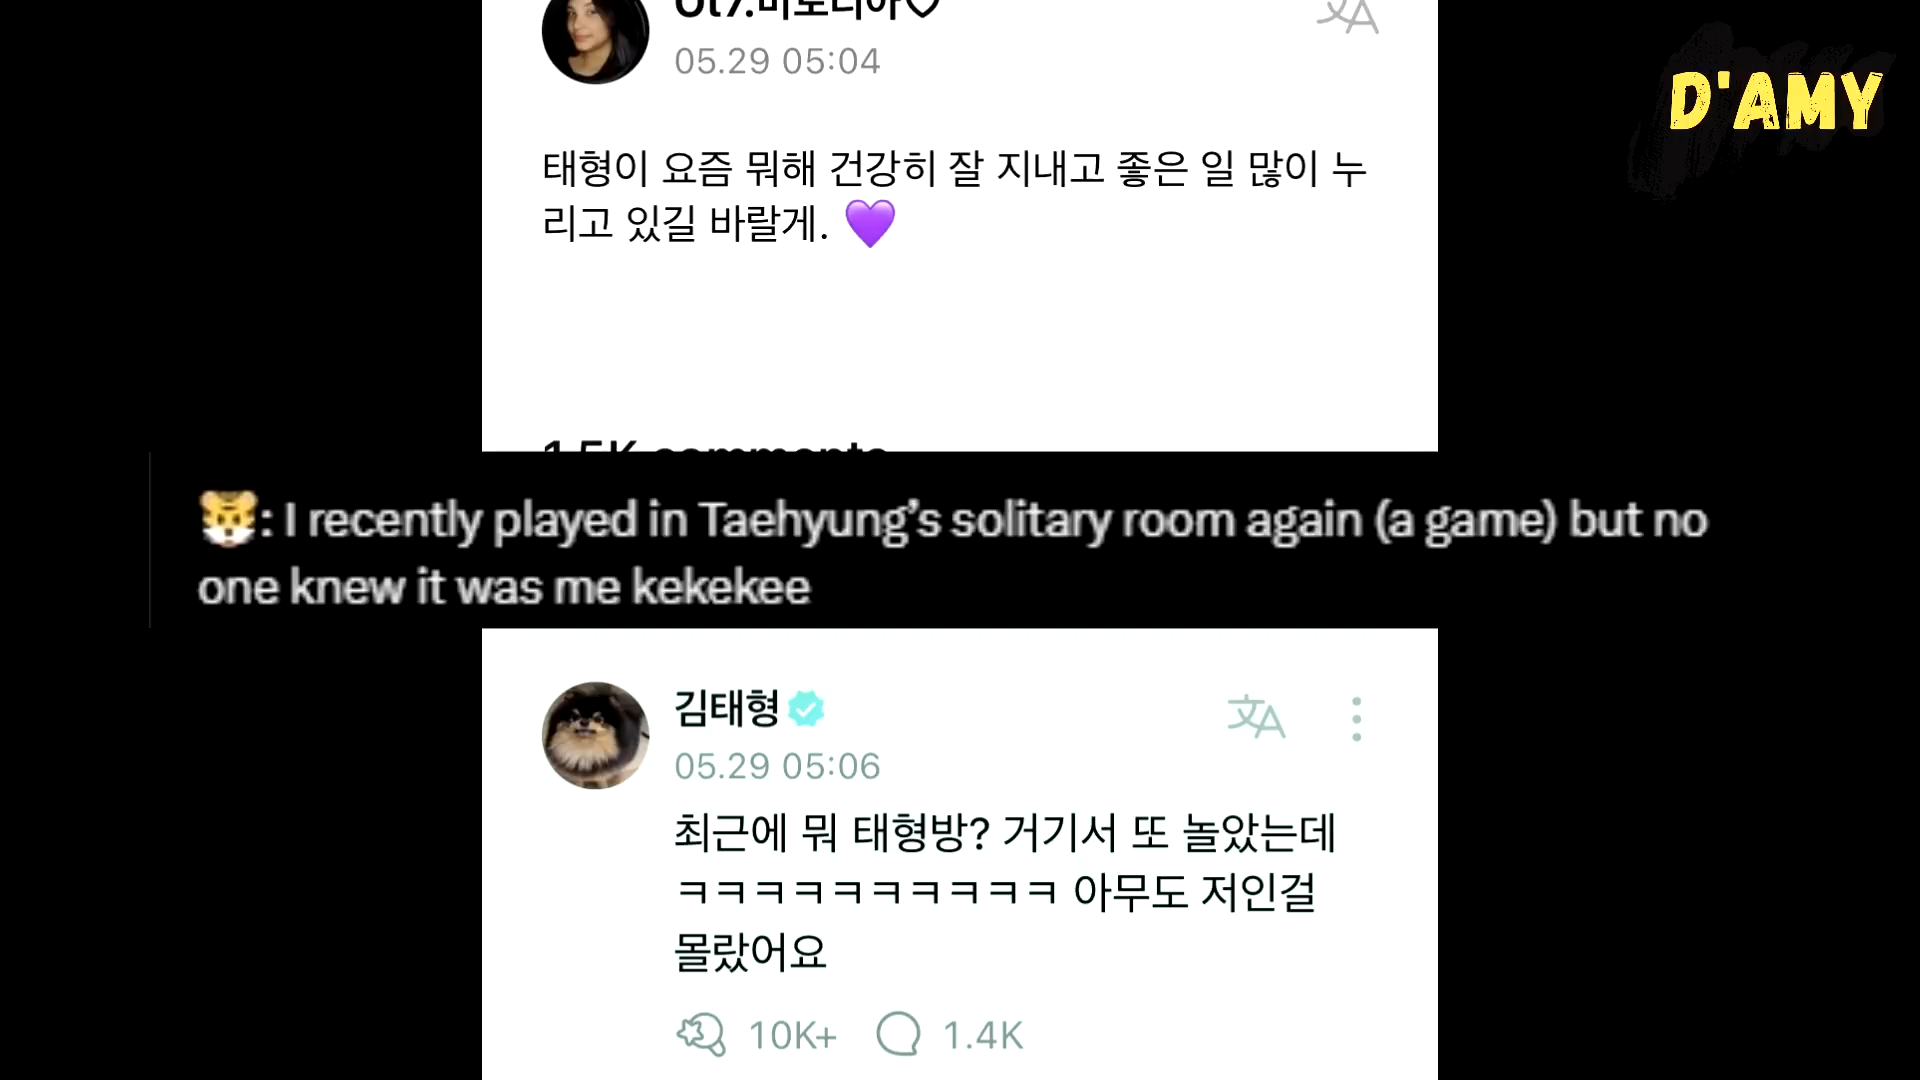 05.29 05:04
D'AMY
태형이 요즘 뭐해 건강히 잘 지내고 좋은 일 많이 누
리고 있길 바랄게. 💜
1.5K comments
🐯: I recently played in Taehyung’s solitary room again (a game) but no
one knew it was me kekekee
김태형
05.29 05:06
최근에 뭐 태형방? 거기서 또 놀았는데
ㅋㅋㅋㅋㅋㅋㅋㅋㅋㅋ 아무도 저인걸
몰랐어요
10K+ 1.4K